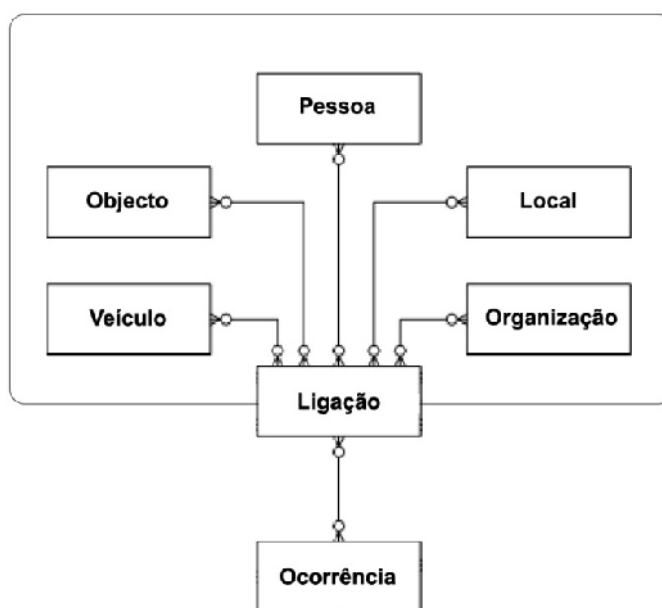 Pessoa
Objecto
Local
Veículo
Organização
Ligação
Ocorrência